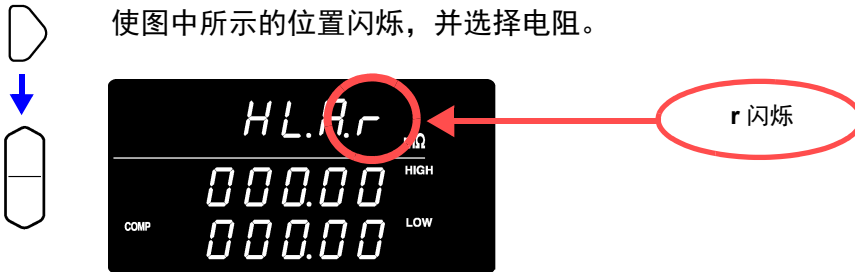 使图中所示的位置闪烁，并选择电阻。
HL.A.r
mΩ
r 闪烁
000.00 HIGH
COMP 000.00 LOW